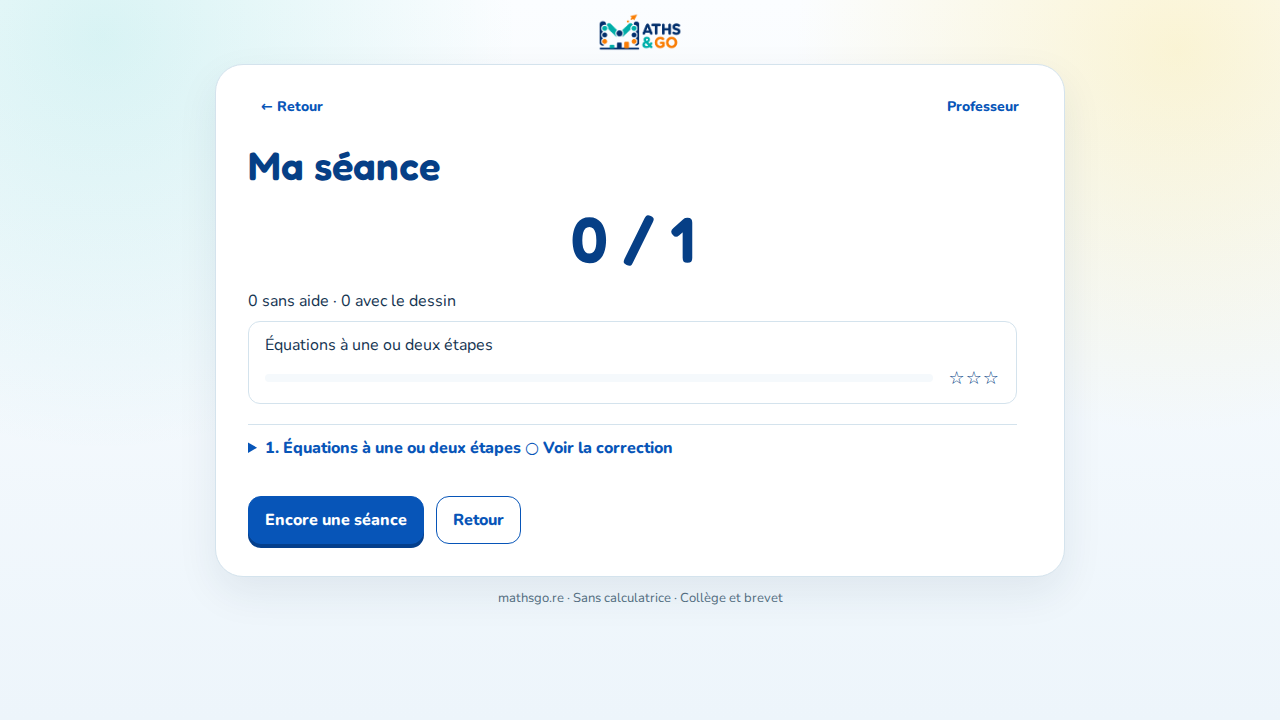 MATHS
&GO
← Retour
Professeur
Ma séance
0 / 1
0 sans aide · 0 avec le dessin
Équations à une ou deux étapes
☆☆☆
▶ 1. Équations à une ou deux étapes ○ Voir la correction
Encore une séance
Retour
mathsgo.re · Sans calculatrice · Collège et brevet